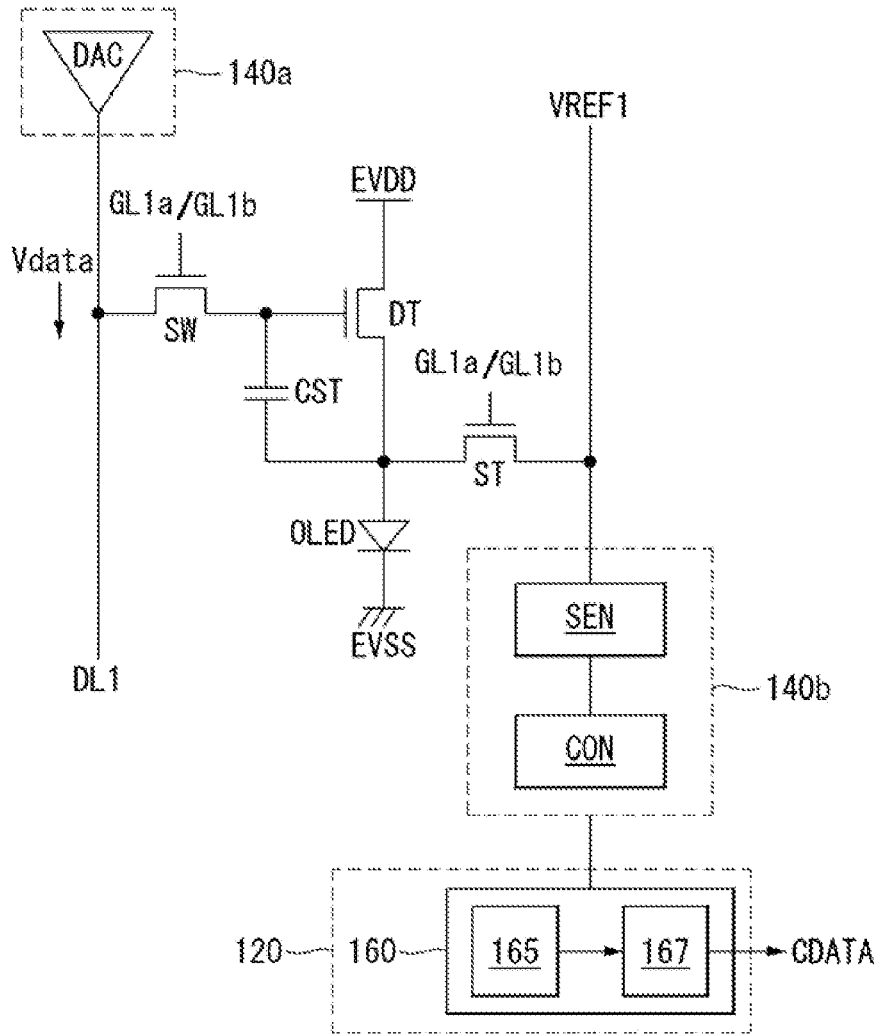 DAC
140a
VREF1
EVDD
GL1a/GL1b
Vdata
DT
SW
GL1a/GL1b
CST
ST
OLED
EVSS
SEN
DL1
140b
CON
120
160
165
167
CDATA